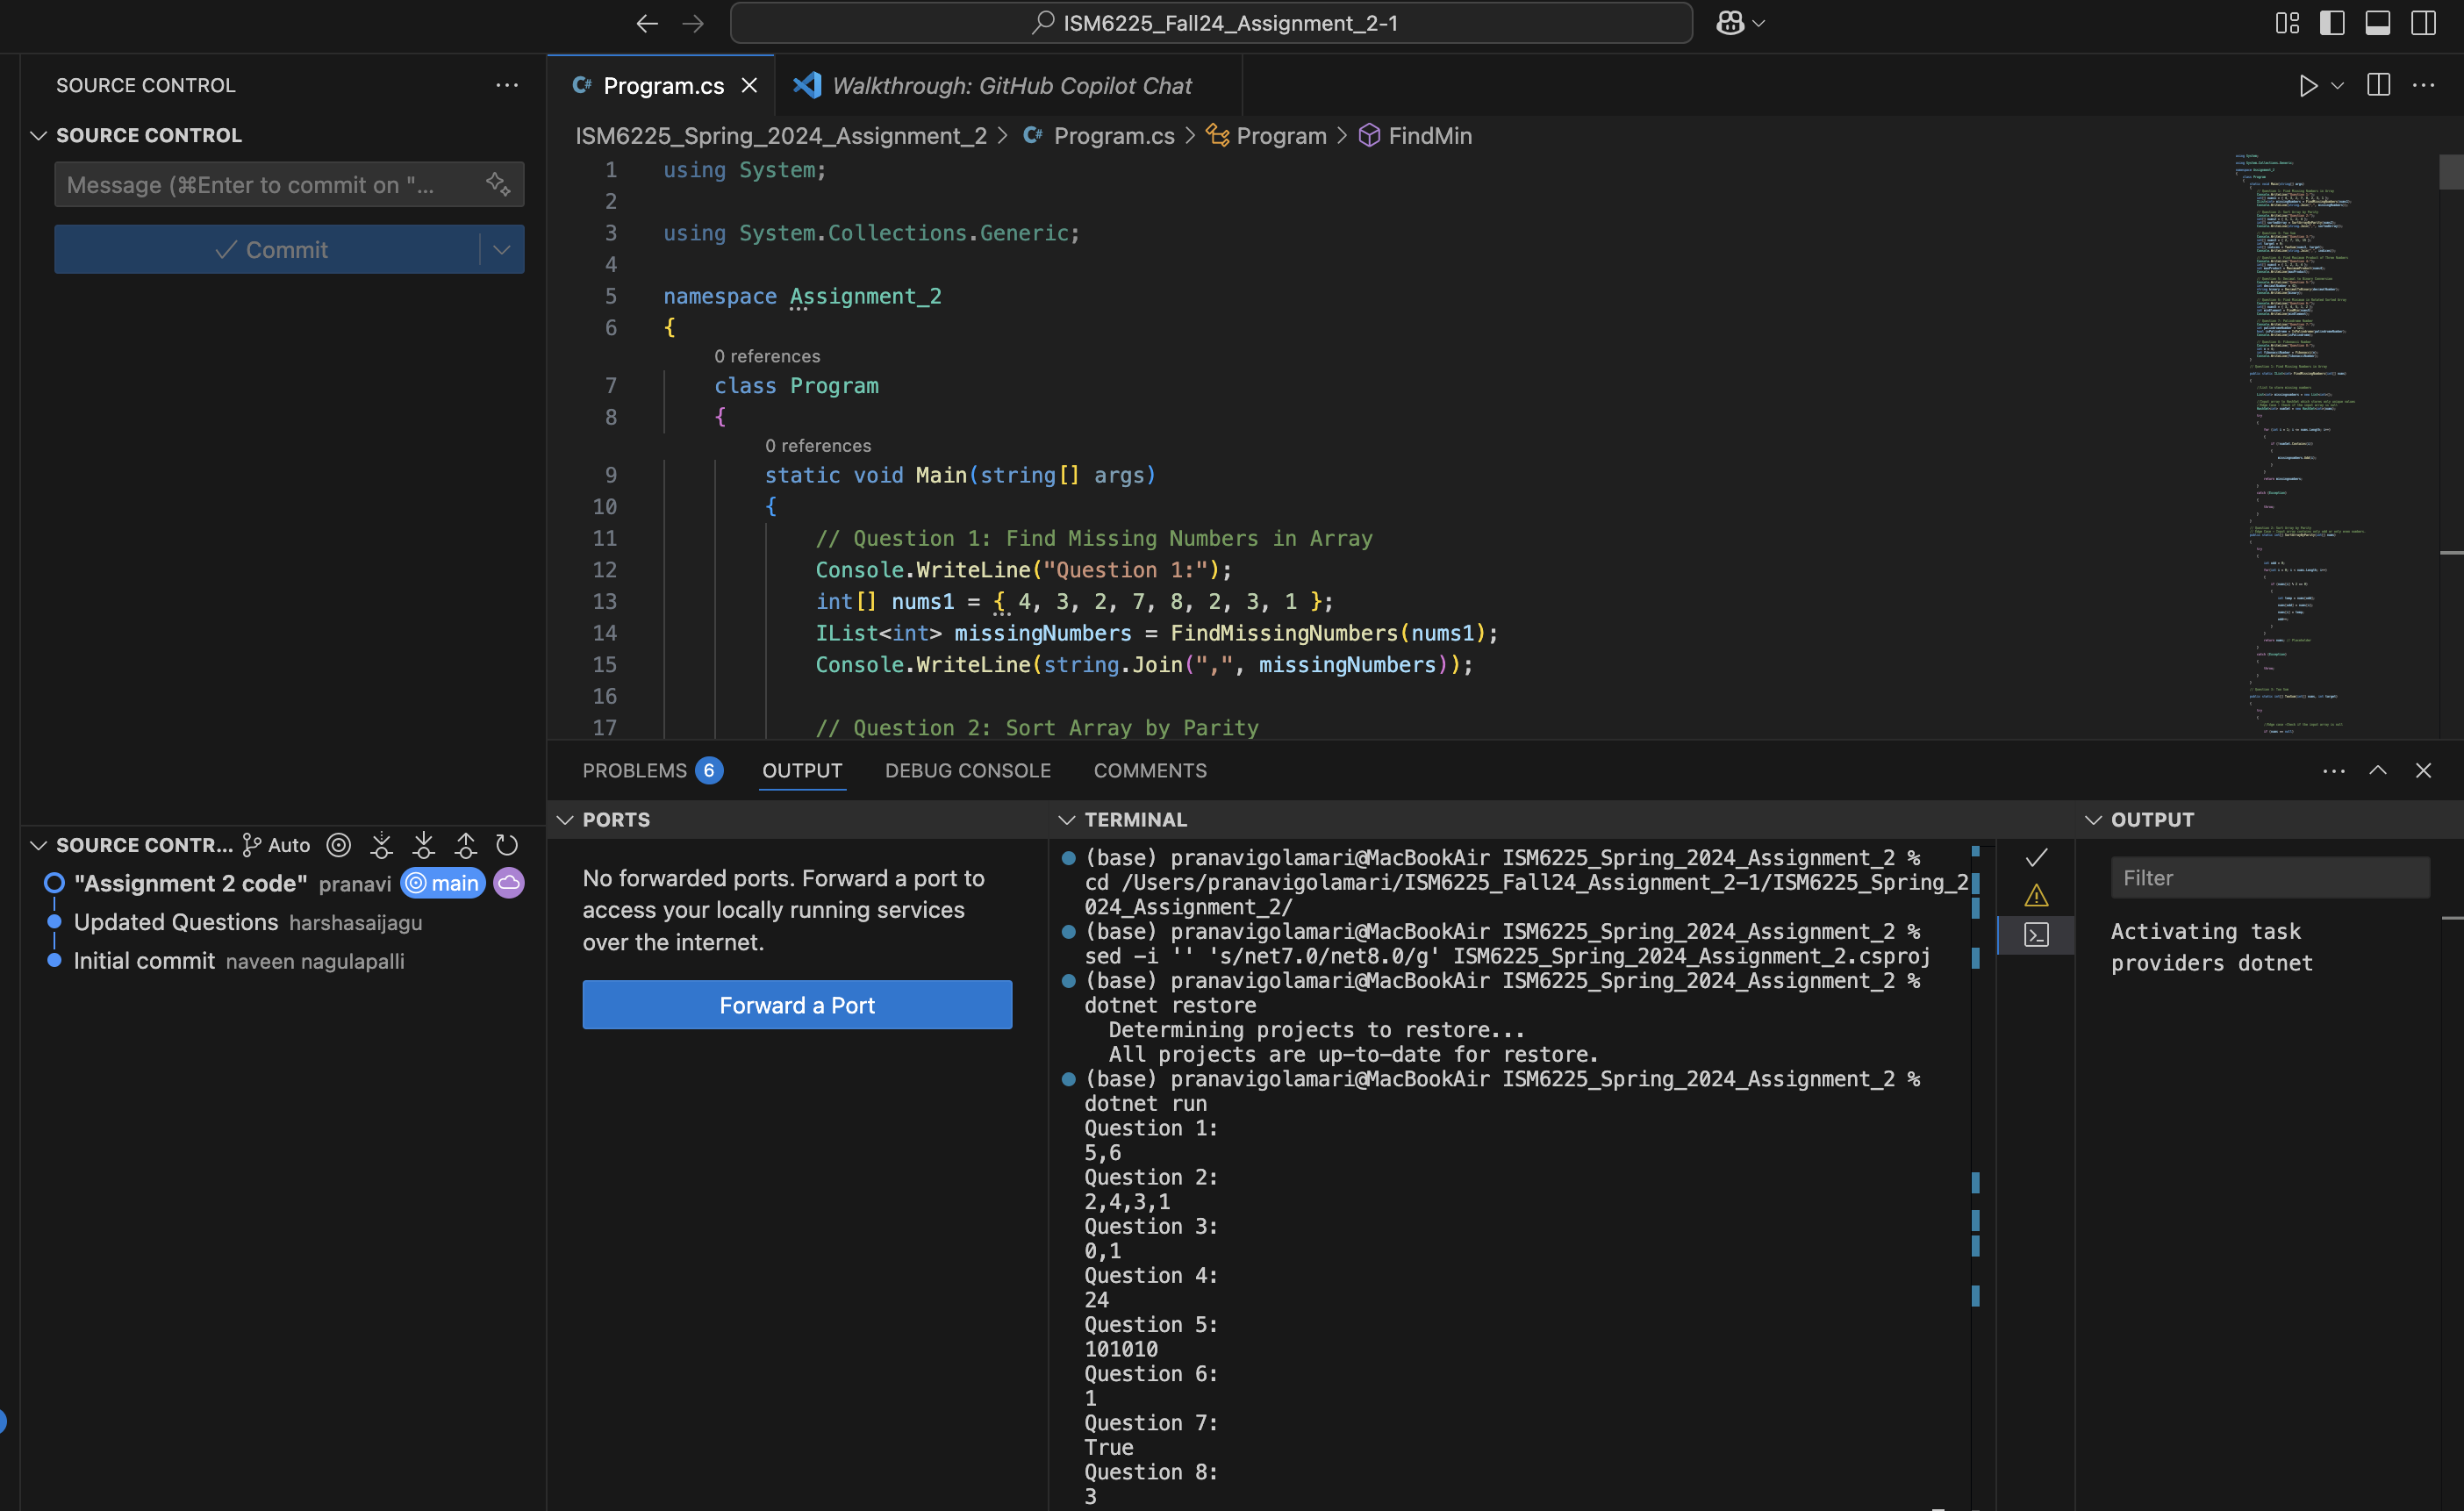 ISM6225_Fall24_Assignment_2-1
SOURCE CONTROL
SOURCE CONTROL
Message (⌘Enter to commit on "...
Commit
SOURCE CONTR... Auto
"Assignment 2 code" pranavi main
Updated Questions harshasaijagu
Initial commit naveen nagulapalli
Program.cs
Walkthrough: GitHub Copilot Chat
ISM6225_Spring_2024_Assignment_2 > Program.cs > Program > FindMin
1 using System;
2
3 using System.Collections.Generic;
4
5 namespace Assignment_2
6 {
0 references
7 class Program
8 {
0 references
9 static void Main(string[] args)
10 {
11 // Question 1: Find Missing Numbers in Array
12 Console.WriteLine("Question 1:");
13 int[] nums1 = { 4, 3, 2, 7, 8, 2, 3, 1 };
14 IList<int> missingNumbers = FindMissingNumbers(nums1);
15 Console.WriteLine(string.Join(",", missingNumbers));
16
17 // Question 2: Sort Array by Parity
PROBLEMS 6 OUTPUT DEBUG CONSOLE COMMENTS
PORTS
No forwarded ports. Forward a port to
access your locally running services
over the internet.
Forward a Port
TERMINAL
(base) pranavigolamari@MacBookAir ISM6225_Spring_2024_Assignment_2 %
cd /Users/pranavigolamari/ISM6225_Fall24_Assignment_2-1/ISM6225_Spring_2
024_Assignment_2/
(base) pranavigolamari@MacBookAir ISM6225_Spring_2024_Assignment_2 %
sed -i '' 's/net7.0/net8.0/g' ISM6225_Spring_2024_Assignment_2.csproj
(base) pranavigolamari@MacBookAir ISM6225_Spring_2024_Assignment_2 %
dotnet restore
Determining projects to restore...
All projects are up-to-date for restore.
(base) pranavigolamari@MacBookAir ISM6225_Spring_2024_Assignment_2 %
dotnet run
Question 1:
5,6
Question 2:
2,4,3,1
Question 3:
0,1
Question 4:
24
Question 5:
101010
Question 6:
1
Question 7:
True
Question 8:
3
OUTPUT
Filter
Activating task
providers dotnet